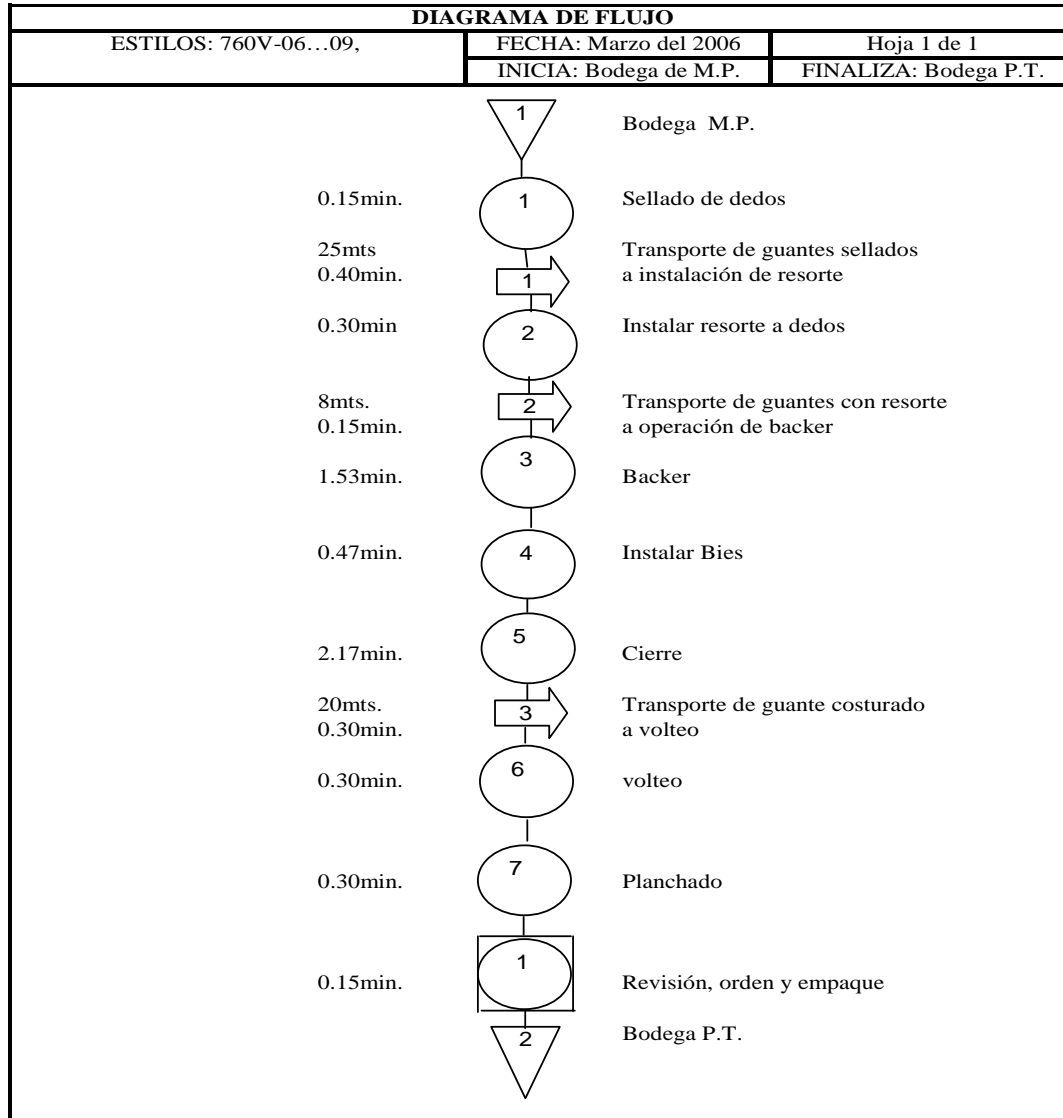 DIAGRAMA DE FLUJO
ESTILOS: 760V-06…09,
FECHA: Marzo del 2006
Hoja 1 de 1
INICIA: Bodega de M.P.
FINALIZA: Bodega P.T.
1
Bodega M.P.
0.15min.
1
Sellado de dedos
25mts
Transporte de guantes sellados
0.40min.
1
a instalación de resorte
0.30min
2
Instalar resorte a dedos
8mts.
2
Transporte de guantes con resorte
0.15min.
a operación de backer
3
1.53min.
Backer
0.47min.
4
Instalar Bies
5
2.17min.
Cierre
20mts.
3
Transporte de guante costurado
0.30min.
a volteo
6
0.30min.
volteo
7
0.30min.
Planchado
1
0.15min.
Revisión, orden y empaque
2
Bodega P.T.